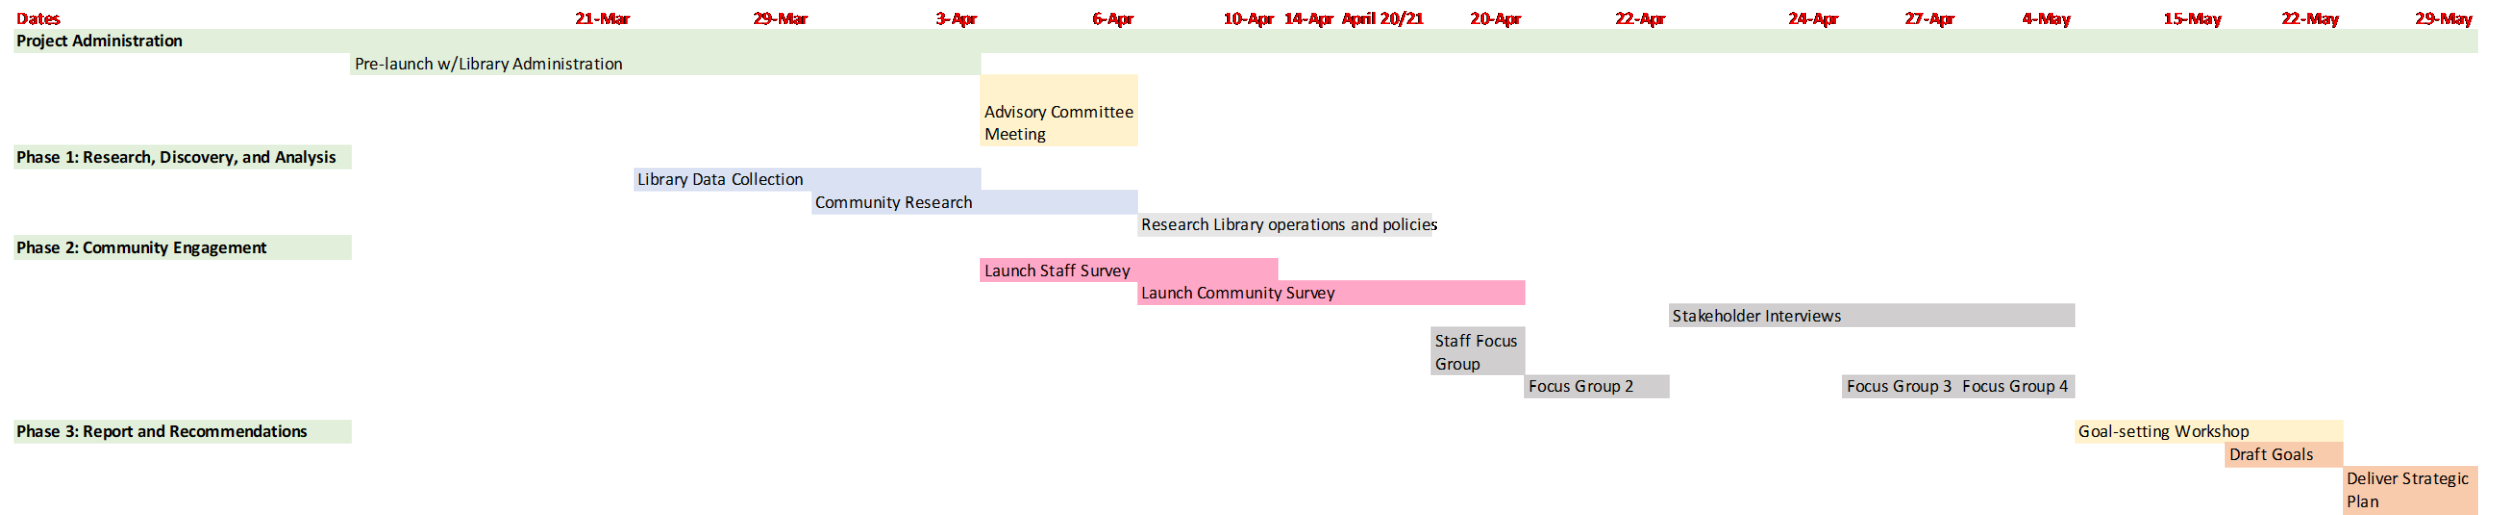 Dates 21-Mar 29-Mar 3-Apr 6-Apr 10-Apr 14-Apr April 20/21 20-Apr 22-Apr 24-Apr 27-Apr 4-May 15-May 22-May 29-May
Project Administration
Pre-launch w/Library Administration
Advisory Committee
Meeting
Phase 1: Research, Discovery, and Analysis
Library Data Collection
Community Research
Research Library operations and policies
Phase 2: Community Engagement
Launch Staff Survey
Launch Community Survey
Stakeholder Interviews
Staff Focus
Group
Focus Group 2 Focus Group 3 Focus Group 4
Phase 3: Report and Recommendations Goal-setting Workshop
Draft Goals
Deliver Strategic
Plan